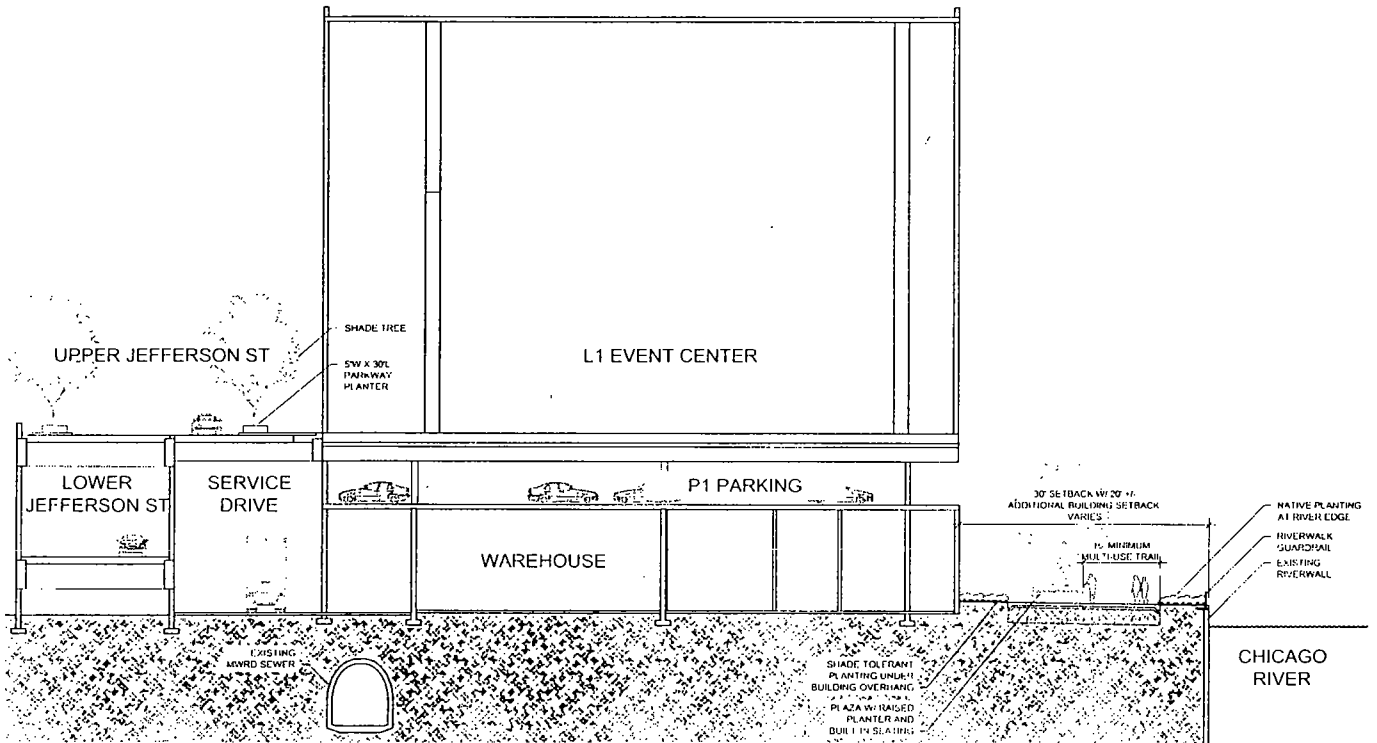 UPPER JEFFERSON ST
SHADE TREE
5'W X 30'L
PARKWAY
PLANTER
L1 EVENT CENTER
LOWER
JEFFERSON ST
SERVICE
DRIVE
P1 PARKING
WAREHOUSE
EXISTING
MWRD SEWER
30' SETBACK W/ 20' +/-
ADDITIONAL BUILDING SETBACK
VARIES
MINIMUM
MULTI-USE TRAIL
NATIVE PLANTING
AT RIVER EDGE
RIVERWALK
GUARDRAIL
EXISTING
RIVERWALL
SHADE TOLERANT
PLANTING UNDER
BUILDING OVERHANG
PLAZA W/ RAISED
PLANTER AND
BUILT IN SEATING
CHICAGO
RIVER